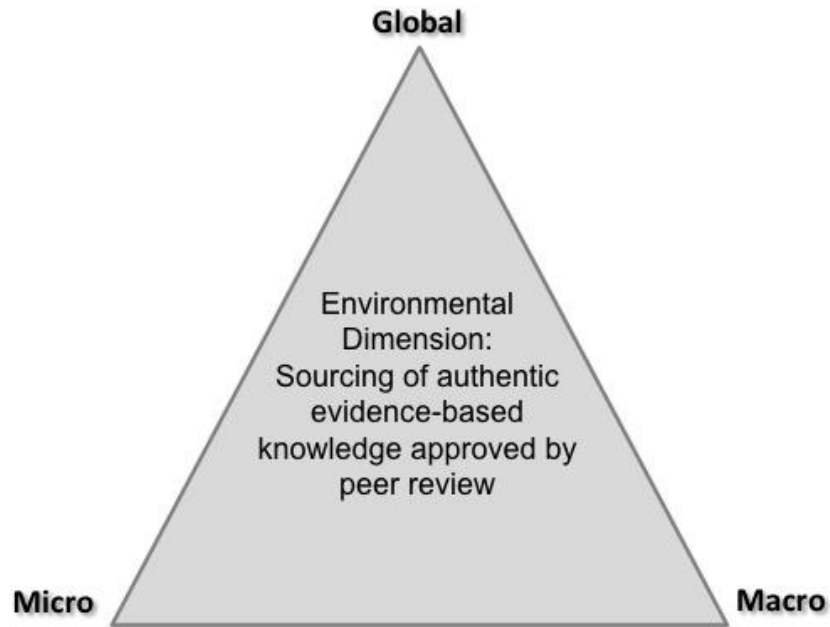 Global
Environmental
Dimension:
Sourcing of authentic
evidence-based
knowledge approved by
peer review
Micro
Macro